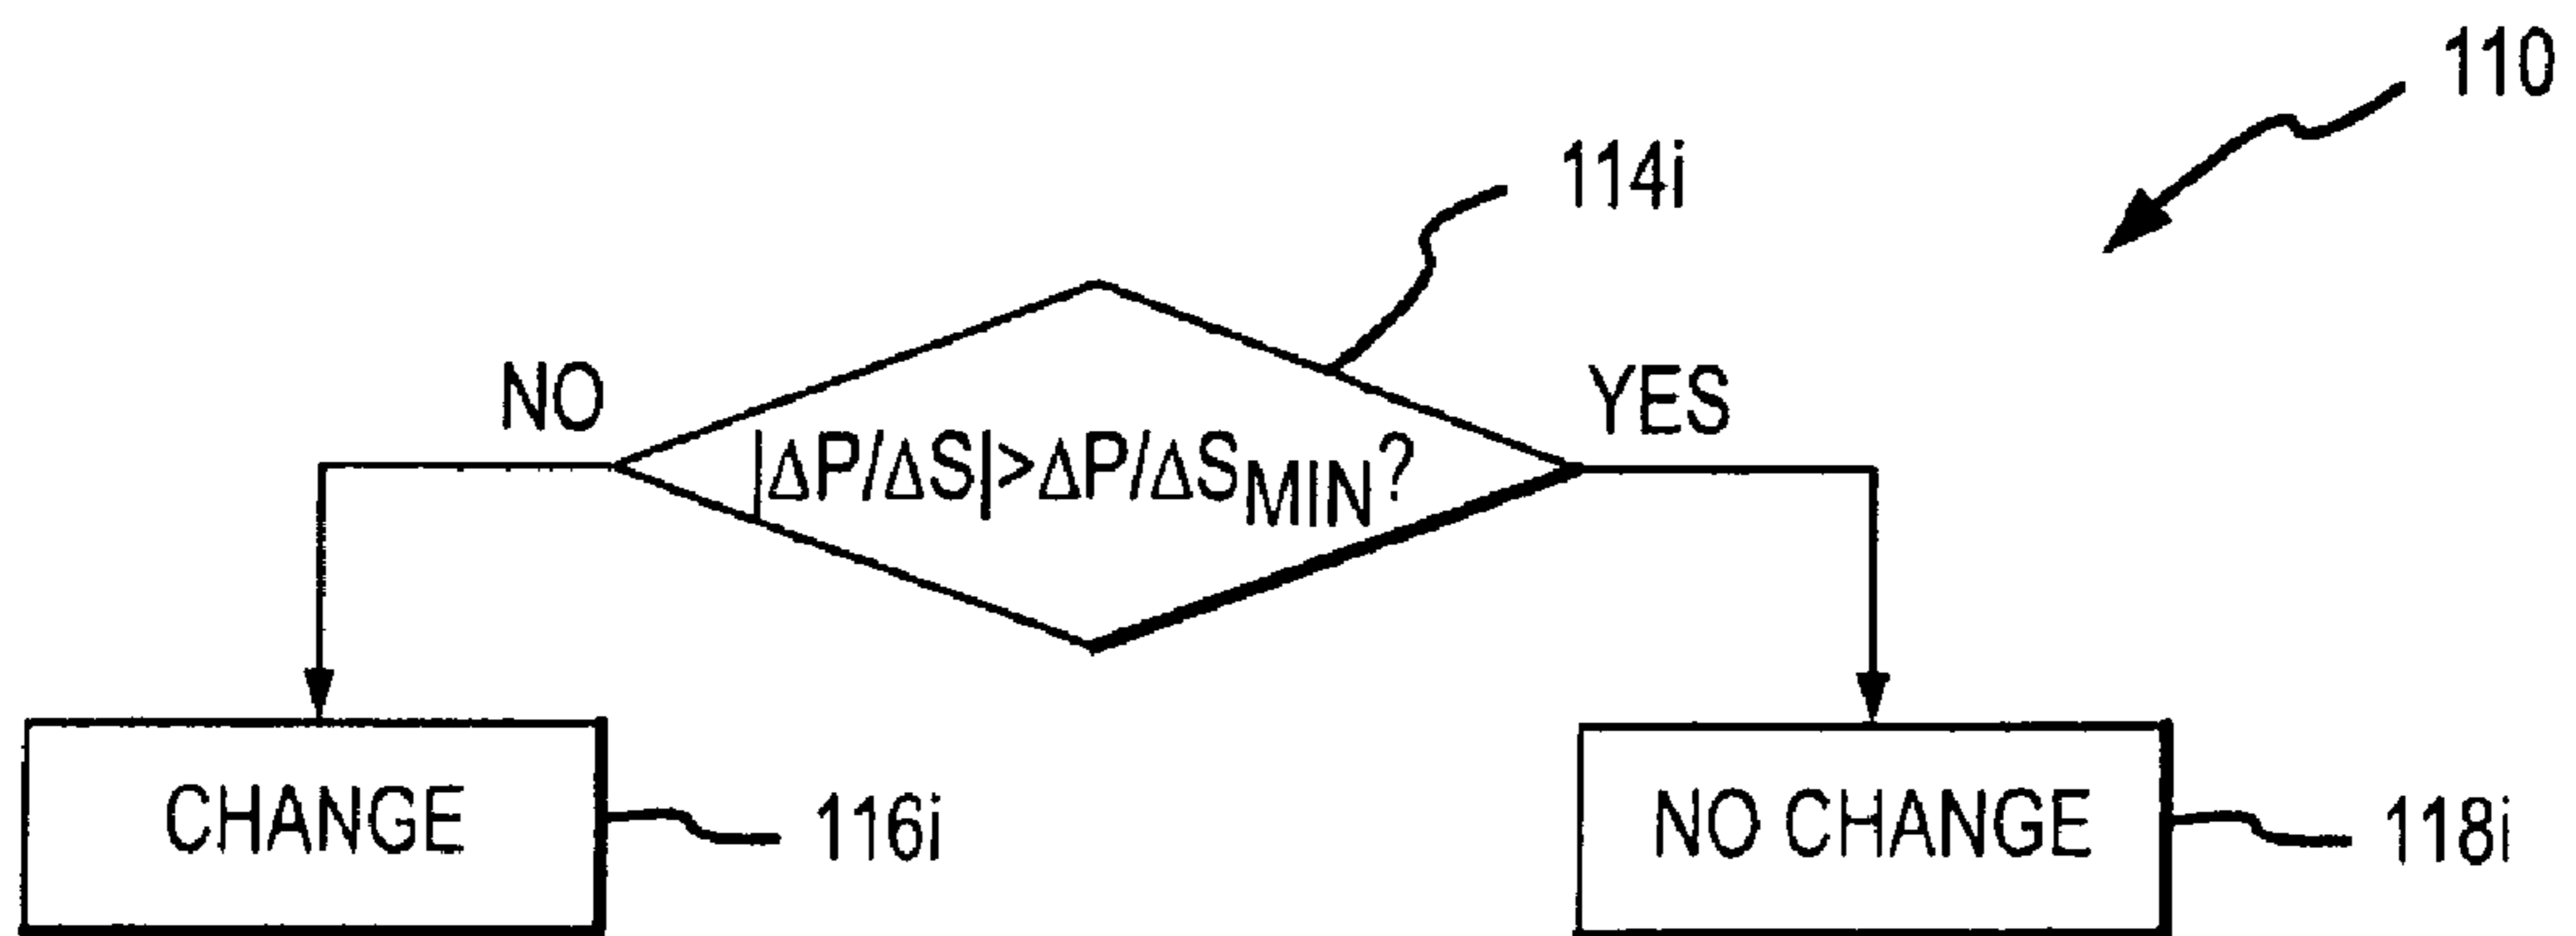 110
114i
NO
YES
|ΔP/ΔS|>ΔP/ΔSMIN?
CHANGE
116i
NO CHANGE
118i